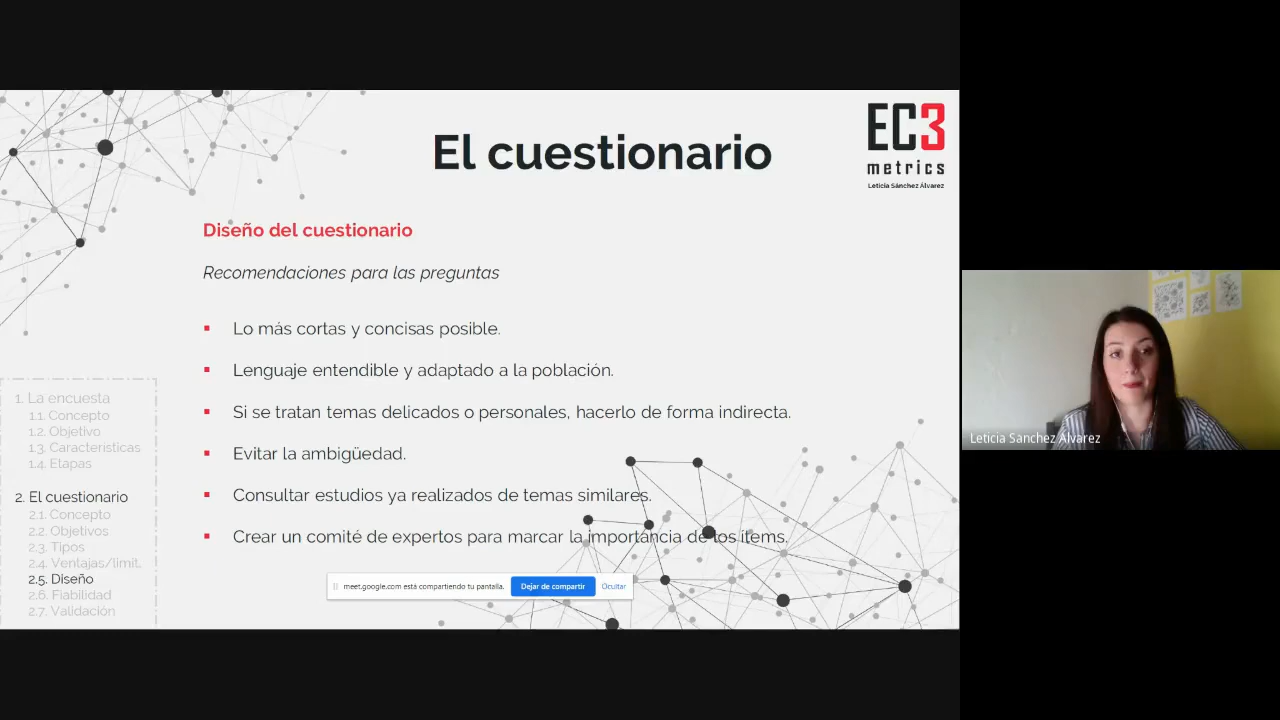 El cuestionario
EC3
metrics
Leticia Sánchez Álvarez
Diseño del cuestionario
Recomendaciones para las preguntas
Lo más cortas y concisas posible.
Lenguaje entendible y adaptado a la población.
Si se tratan temas delicados o personales, hacerlo de forma indirecta.
Evitar la ambigüedad.
Consultar estudios ya realizados de temas similares.
Crear un comité de expertos para marcar la importancia de los ítems.
1. La encuesta
1.1. Concepto
1.2. Objetivo
1.3. Características
1.4. Etapas
2. El cuestionario
2.1. Concepto
2.2. Objetivos
2.3. Tipos
2.4. Ventajas/limit.
2.5. Diseño
2.6. Fiabilidad
2.7. Validación
meet.google.com está compartiendo tu pantalla. Dejar de compartir Ocultar
Leticia Sánchez Álvarez